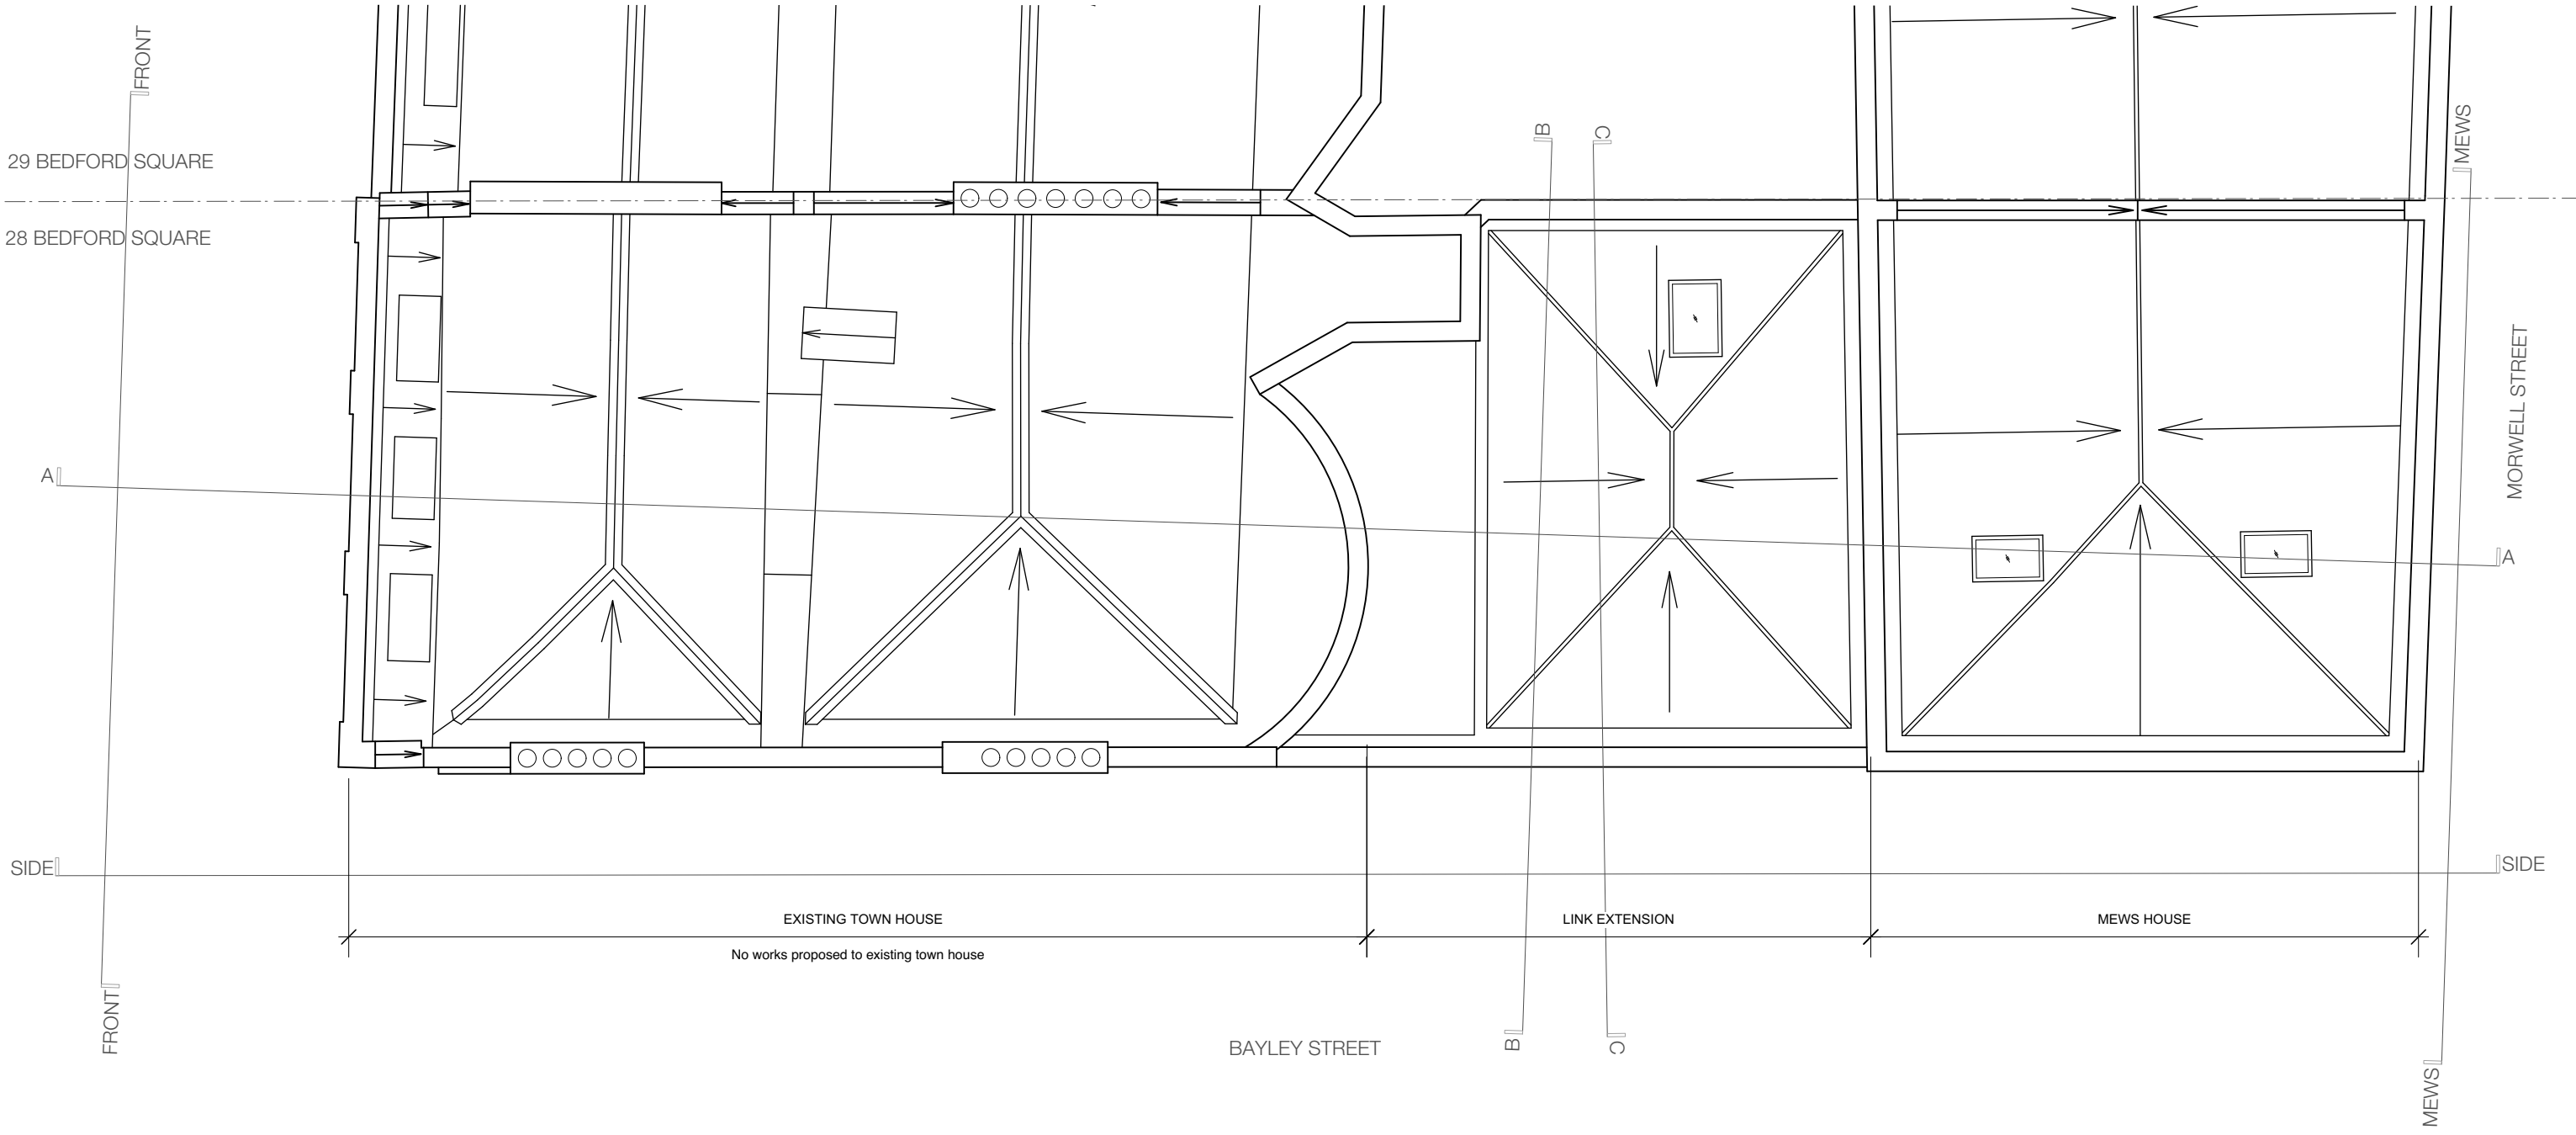 FRONT
MEWS
B
C
29 BEDFORD SQUARE
28 BEDFORD SQUARE
MORWELL STREET
A
A
SIDE
SIDE
EXISTING TOWN HOUSE
LINK EXTENSION
MEWS HOUSE
No works proposed to existing town house
FRONT
BAYLEY STREET
B
C
MEWS